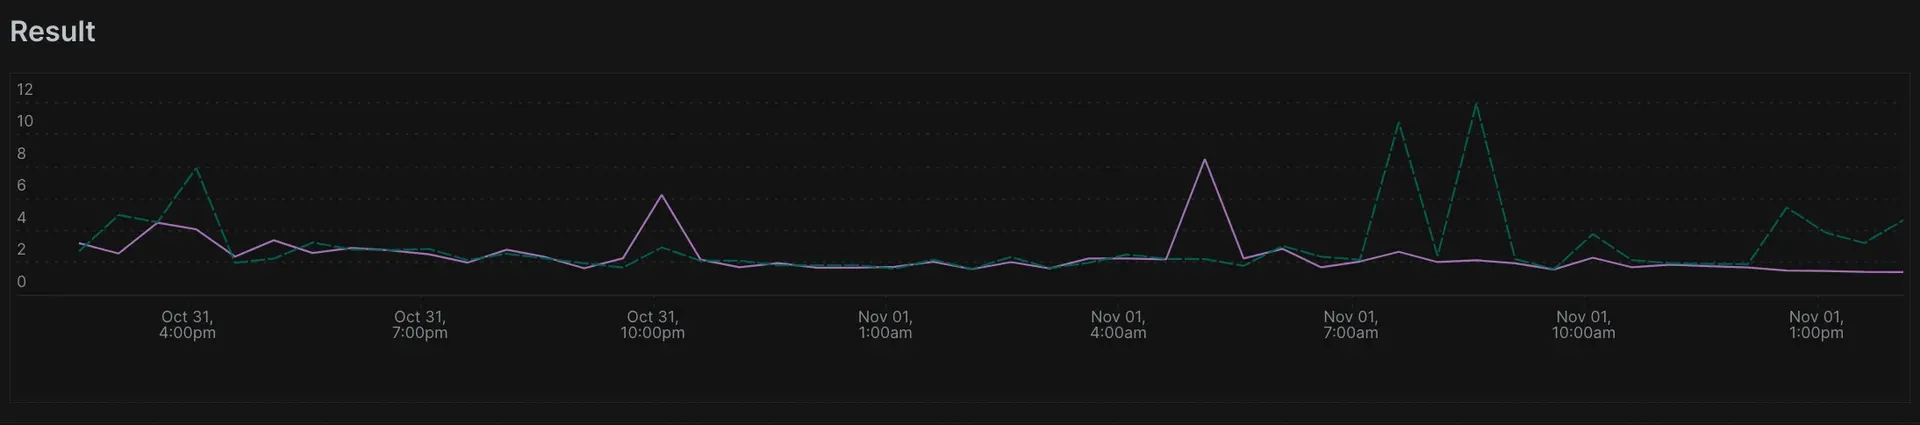 Result
12
10
8
6
4
2
0
Oct 31,
4:00pm
Oct 31,
7:00pm
Oct 31,
10:00pm
Nov 01,
1:00am
Nov 01,
4:00am
Nov 01,
7:00am
Nov 01,
10:00am
Nov 01,
1:00pm